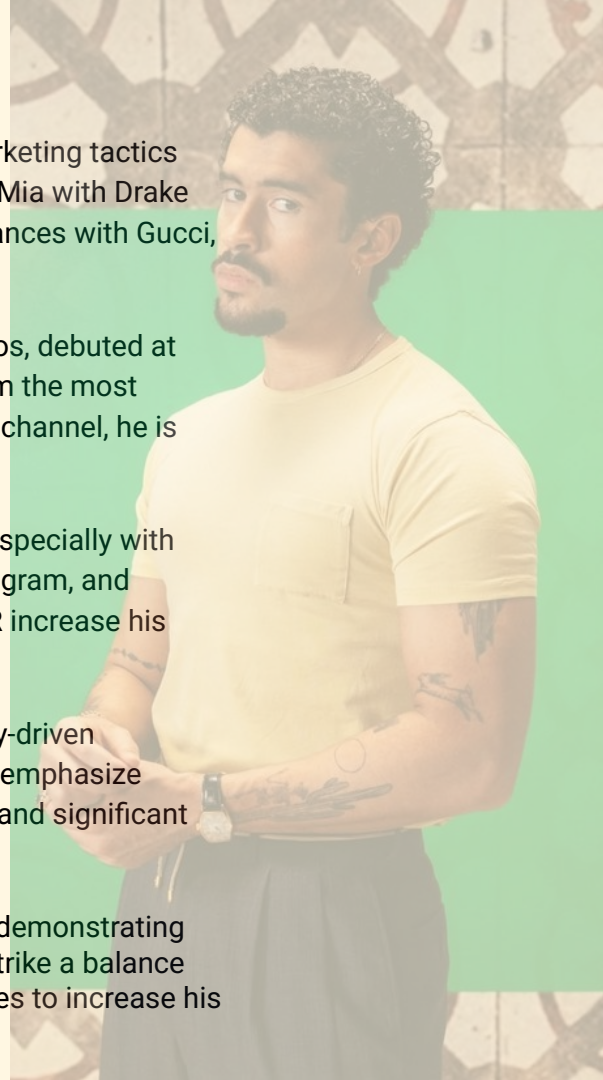 rketing tactics
Mia with Drake
ances with Gucci,
os, debuted at
m the most
channel, he is
specially with
gram, and
R increase his
y-driven
emphasize
and significant
demonstrating
trike a balance
es to increase his